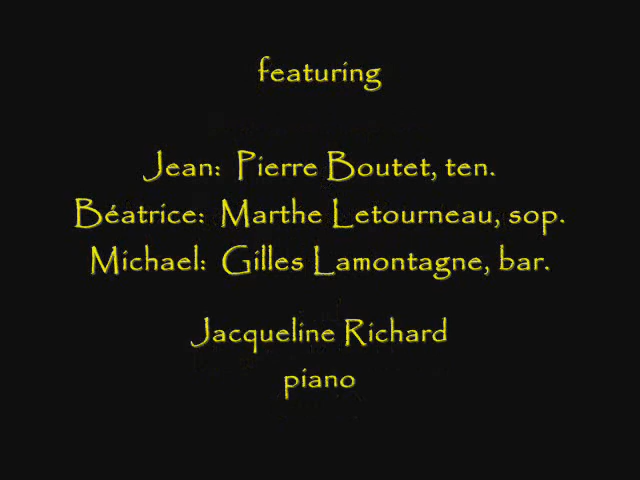 featuring
Jean: Pierre Boutet, ten.
Béatrice: Marthe Letourneau, sop.
Michael: Gilles Lamontagne, bar.
Jacqueline Richard
piano